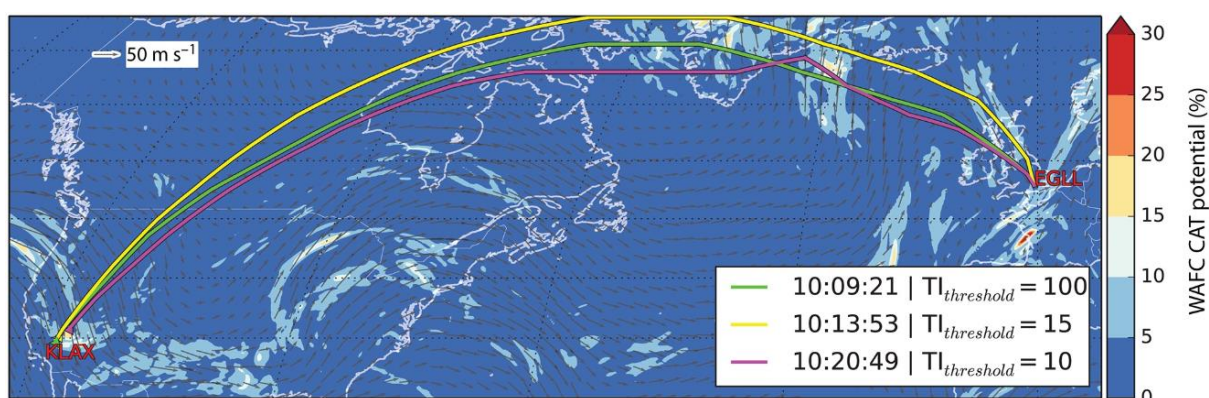 50 m s⁻¹
EGLL
KLAX
10:09:21 | TI_threshold = 100
10:13:53 | TI_threshold = 15
10:20:49 | TI_threshold = 10
30
25
20
15
10
5
0
WAFC CAT potential (%)